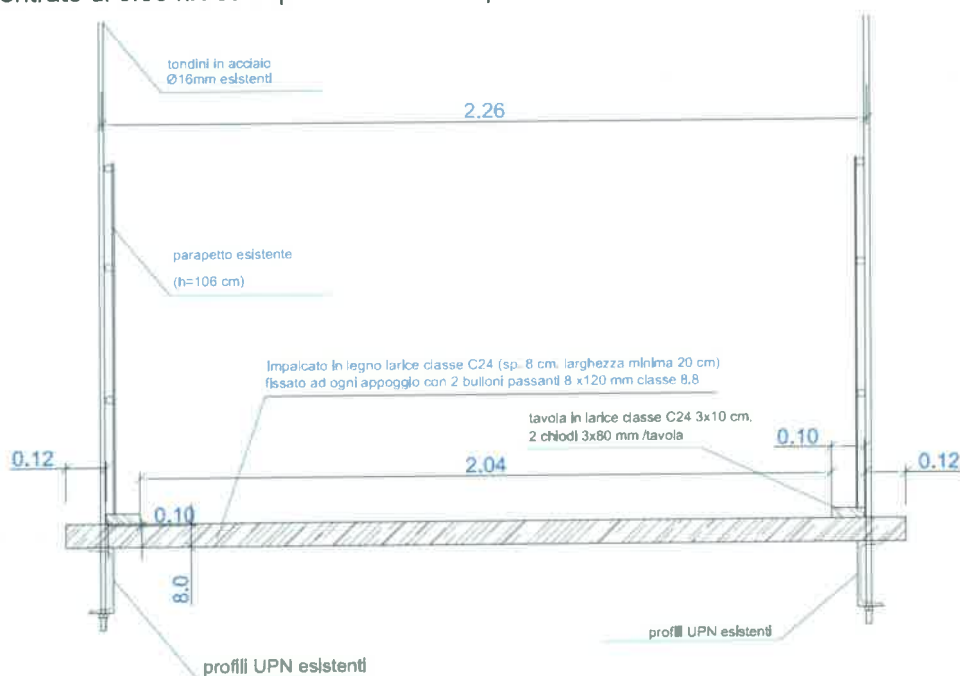 tondini in acciaio
Ø16mm esistenti
2.26
parapetto esistente
(h=106 cm)
Impalcato in legno larice classe C24 (sp. 8 cm, larghezza minima 20 cm)
fissato ad ogni appoggio con 2 bulloni passanti 8 x120 mm classe 8.8
tavola in larice classe C24 3x10 cm,
2 chiodi 3x80 mm /tavola
0.10
0.12
2.04
0.12
0.10
8.0
profili UPN esistenti
profili UPN esistenti